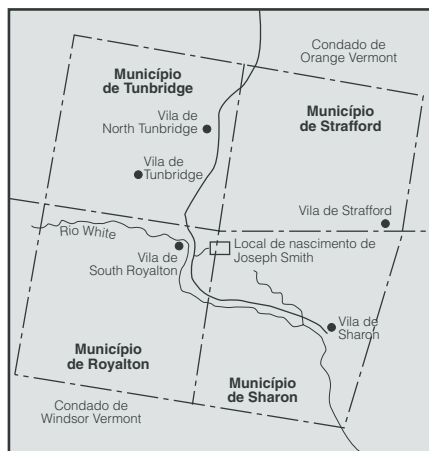 Condado de
Orange Vermont
Município
de Tunbridge
Município
de Strafford
Vila de
North Tunbridge
Vila de
Tunbridge
Vila de Strafford
Rio White
Vila de
South Royalton
Local de nascimento de
Joseph Smith
Vila de
Sharon
Município
de Royalton
Município
de Sharon
Condado de
Windsor Vermont